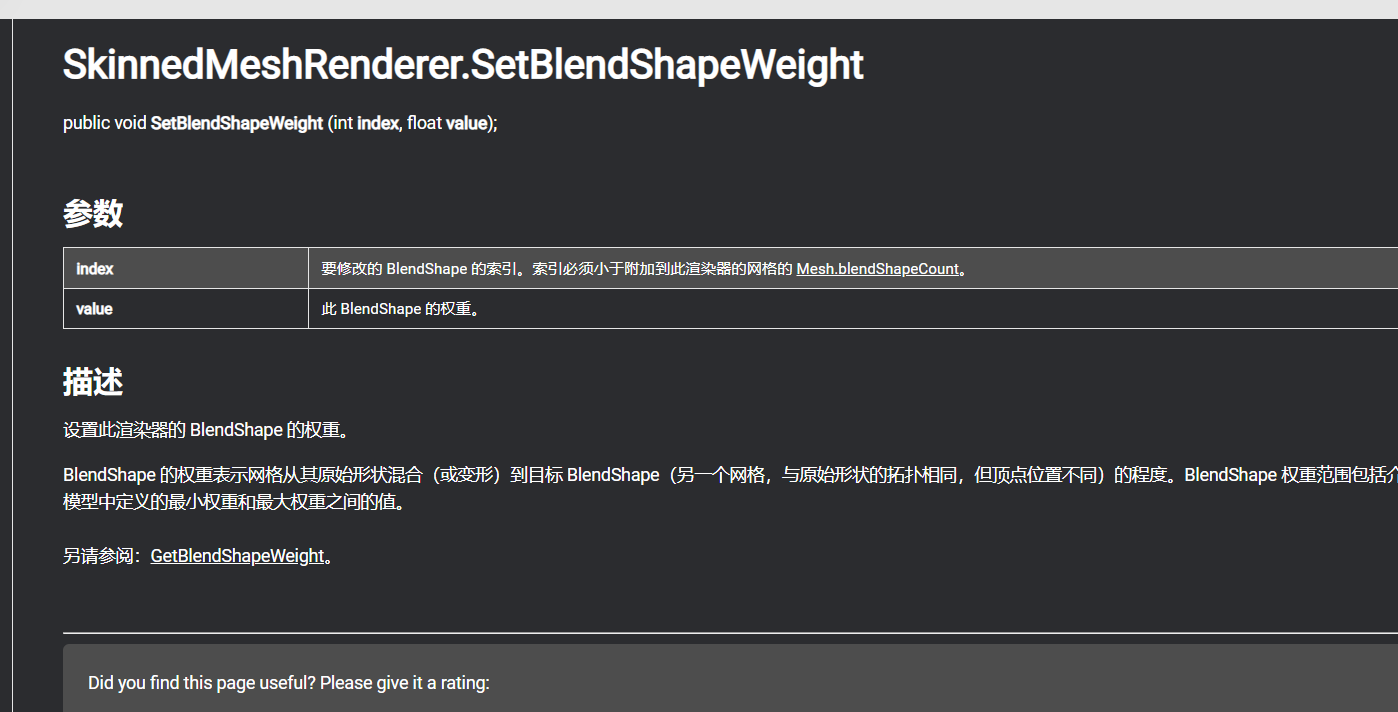 SkinnedMeshRenderer.SetBlendShapeWeight
public void SetBlendShapeWeight (int index, float value);
参数
index 要修改的 BlendShape 的索引。索引必须小于附加到此渲染器的网格的 Mesh.blendShapeCount。
value 此 BlendShape 的权重。
描述
设置此渲染器的 BlendShape 的权重。
BlendShape 的权重表示网格从其原始形状混合（或变形）到目标 BlendShape（另一个网格，与原始形状的拓扑相同，但顶点位置不同）的程度。BlendShape 权重范围包括介
模型中定义的最小权重和最大权重之间的值。
另请参阅：GetBlendShapeWeight。
Did you find this page useful? Please give it a rating: